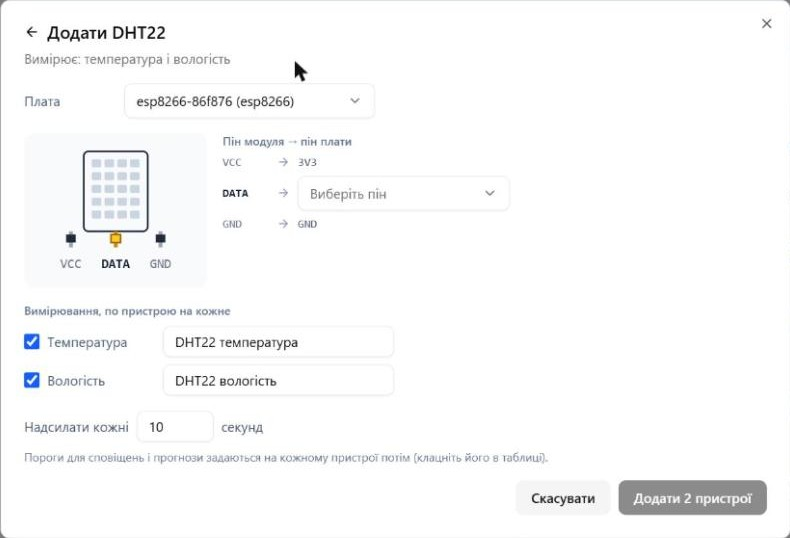 ← Додати DHT22
Вимірює: температура і вологість
Плата esp8266-86f876 (esp8266)
Пін модуля → пін плати
VCC → 3V3
DATA → Виберіть пін
GND → GND
VCC DATA GND
Вимірювання, по пристрою на кожне
Температура DHT22 температура
Вологість DHT22 вологість
Надсилати кожні 10 секунд
Пороги для сповіщень і прогнози задаються на кожному пристрої потім (клацніть його в таблиці).
Скасувати Додати 2 пристрої